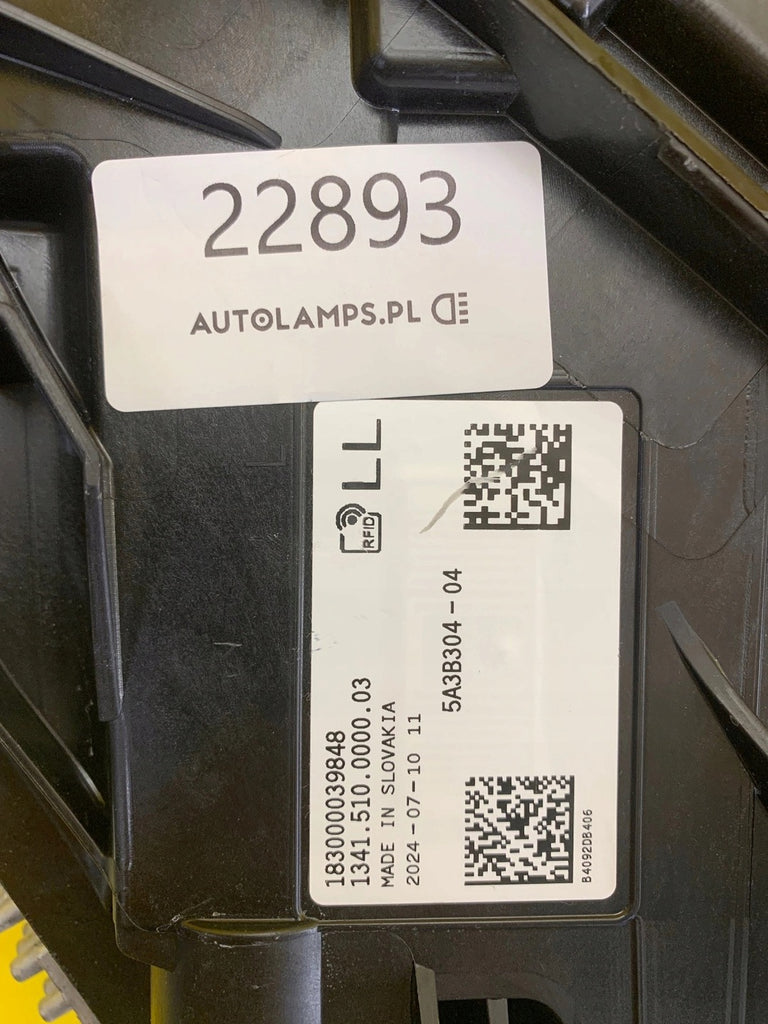 22893
AUTOLAMPS.PL
RFID LL
183000039848
1341.510.0000.03
MADE IN SLOVAKIA
2024-07-10 11
5A3B304-04
B4092DB406